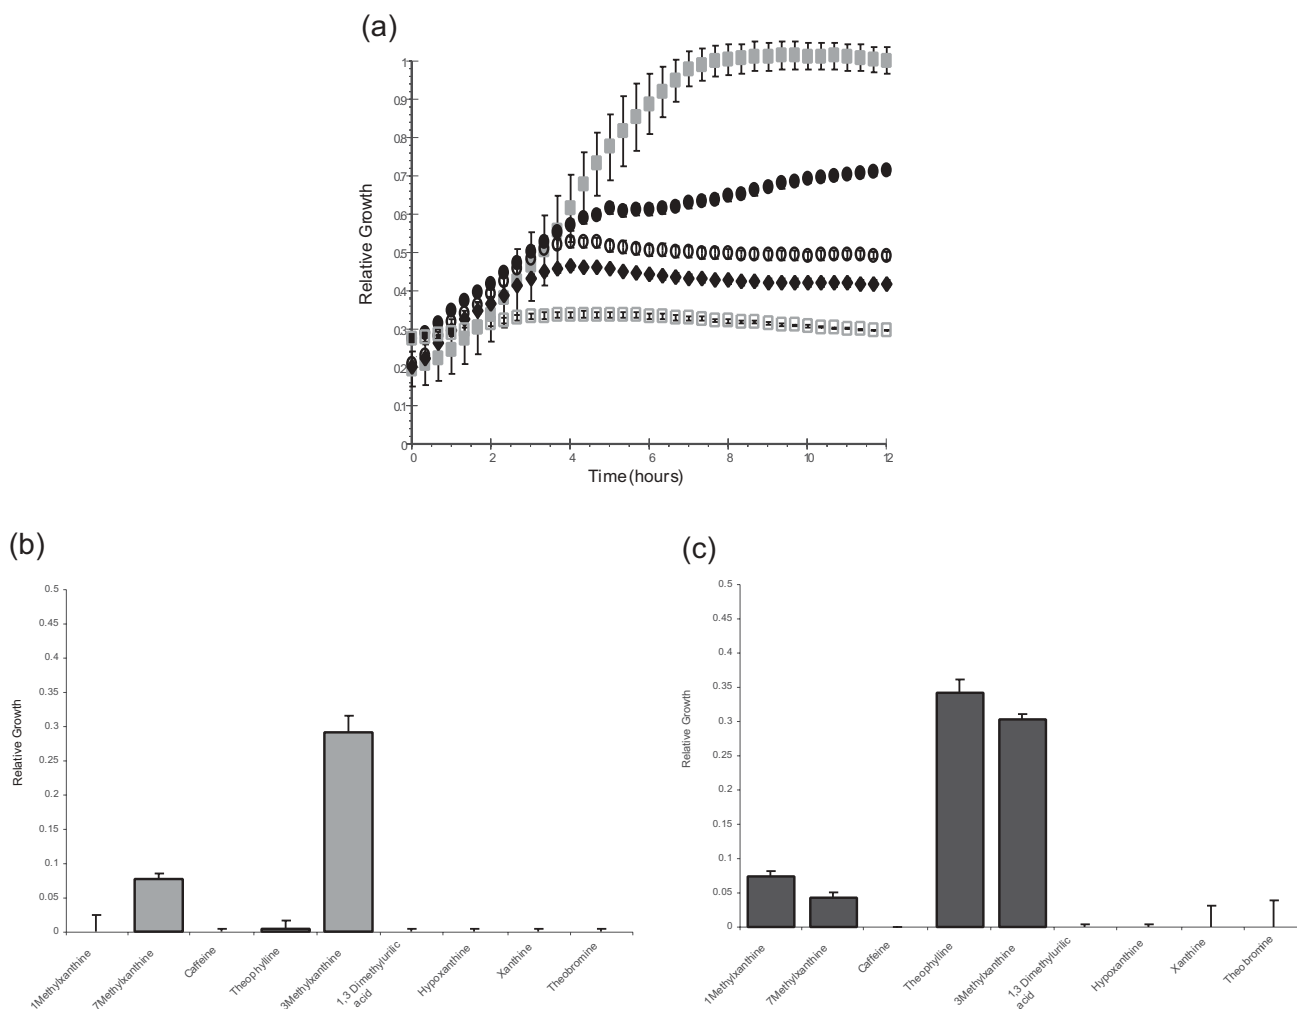 (a)
1
0.9
0.8
0.7
0.6
0.5
0.4
0.3
0.2
0.1
0
Relative Growth
0 2 4 6 8 10 12
Time (hours)
(b)
0.5
0.45
0.4
0.35
0.3
0.25
0.2
0.15
0.1
0.05
0
Relative Growth
1Methylxanthine
7Methylxanthine
Caffeine
Theophylline
3Methylxanthine
1,3 Dimethylurilic
acid
Hypoxanthine
Xanthine
Theobromine
(c)
0.5
0.45
0.4
0.35
0.3
0.25
0.2
0.15
0.1
0.05
0
Relative Growth
1Methylxanthine
7Methylxanthine
Caffeine
Theophylline
3Methylxanthine
1,3 Dimethylurilic
acid
Hypoxanthine
Xanthine
Theobromine